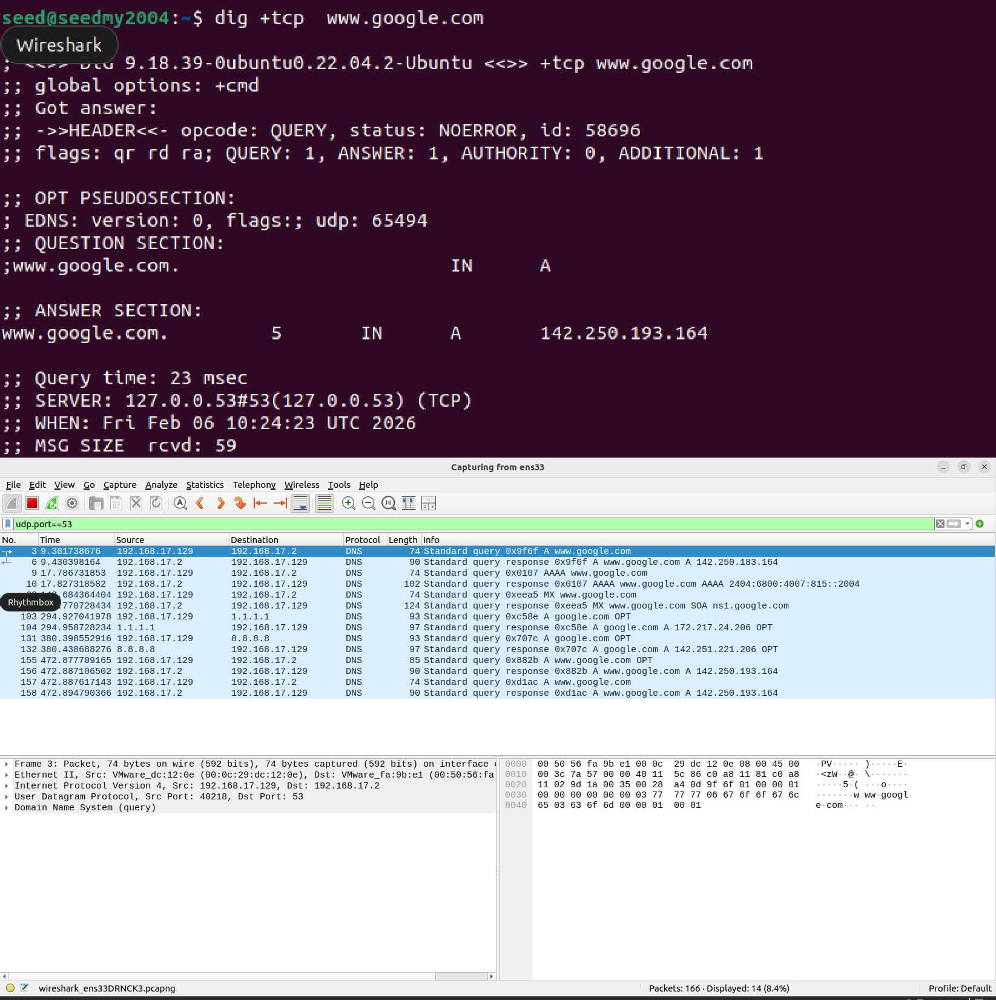 seed@seedmy2004:~$ dig +tcp  www.google.com
Wireshark
; <<>> DiG 9.18.39-0ubuntu0.22.04.2-Ubuntu <<>> +tcp www.google.com
;; global options: +cmd
;; Got answer:
;; ->>HEADER<<- opcode: QUERY, status: NOERROR, id: 58696
;; flags: qr rd ra; QUERY: 1, ANSWER: 1, AUTHORITY: 0, ADDITIONAL: 1
;; OPT PSEUDOSECTION:
; EDNS: version: 0, flags:; udp: 65494
;; QUESTION SECTION:
;www.google.com. IN A
;; ANSWER SECTION:
www.google.com. 5 IN A 142.250.193.164
;; Query time: 23 msec
;; SERVER: 127.0.0.53#53(127.0.0.53) (TCP)
;; WHEN: Fri Feb 06 10:24:23 UTC 2026
;; MSG SIZE  rcvd: 59
Capturing from ens33
File Edit View Go Capture Analyze Statistics Telephony Wireless Tools Help
udp.port==53
No. Time Source Destination Protocol Length Info
3 9.381738676 192.168.17.129 192.168.17.2 DNS 74 Standard query 0x9f6f A www.google.com
6 9.430398164 192.168.17.2 192.168.17.129 DNS 90 Standard query response 0x9f6f A www.google.com A 142.250.183.164
9 17.786731853 192.168.17.129 192.168.17.2 DNS 74 Standard query 0x0107 AAAA www.google.com
10 17.827318582 192.168.17.2 192.168.17.129 DNS 102 Standard query response 0x0107 AAAA www.google.com AAAA 2404:6800:4007:815::2004
.684364404 192.168.17.129 192.168.17.2 DNS 74 Standard query 0xeea5 MX www.google.com
Rhythmbox
.770728434 192.168.17.2 192.168.17.129 DNS 124 Standard query response 0xeea5 MX www.google.com SOA ns1.google.com
103 294.927041978 192.168.17.129 1.1.1.1 DNS 93 Standard query 0xc58e A google.com OPT
104 294.958728234 1.1.1.1 192.168.17.129 DNS 97 Standard query response 0xc58e A google.com A 172.217.24.206 OPT
131 380.398552916 192.168.17.129 8.8.8.8 DNS 93 Standard query 0x707c A google.com OPT
132 380.438688276 8.8.8.8 192.168.17.129 DNS 97 Standard query response 0x707c A google.com A 142.251.221.206 OPT
155 472.877709165 192.168.17.129 192.168.17.2 DNS 85 Standard query 0x882b A www.google.com OPT
156 472.887106502 192.168.17.2 192.168.17.129 DNS 90 Standard query response 0x882b A www.google.com A 142.250.193.164
157 472.887617143 192.168.17.129 192.168.17.2 DNS 74 Standard query 0xd1ac A www.google.com
158 472.894790366 192.168.17.2 192.168.17.129 DNS 90 Standard query response 0xd1ac A www.google.com A 142.250.193.164
Frame 3: Packet, 74 bytes on wire (592 bits), 74 bytes captured (592 bits) on interface
Ethernet II, Src: VMware_dc:12:0e (00:0c:29:dc:12:0e), Dst: VMware_fa:9b:e1 (00:50:56:fa
Internet Protocol Version 4, Src: 192.168.17.129, Dst: 192.168.17.2
User Datagram Protocol, Src Port: 40218, Dst Port: 53
Domain Name System (query)
0000 00 50 56 fa 9b e1 00 0c 29 dc 12 0e 08 00 45 00 ·PV····· )·····E·
0010 00 3c 7a 57 00 00 40 11 5c 86 c0 a8 11 81 c0 a8 ·<zW··@· \·······
0020 11 02 9d 1a 00 35 00 28 a4 0d 9f 6f 01 00 00 01 ·····5·( ···o····
0030 00 00 00 00 00 00 03 77 77 77 06 67 6f 6f 67 6c ·······w ww·googl
0040 65 03 63 6f 6d 00 00 01 00 01 e·com··· ··
wireshark_ens33DRNCK3.pcapng
Packets: 166 · Displayed: 14 (8.4%)
Profile: Default